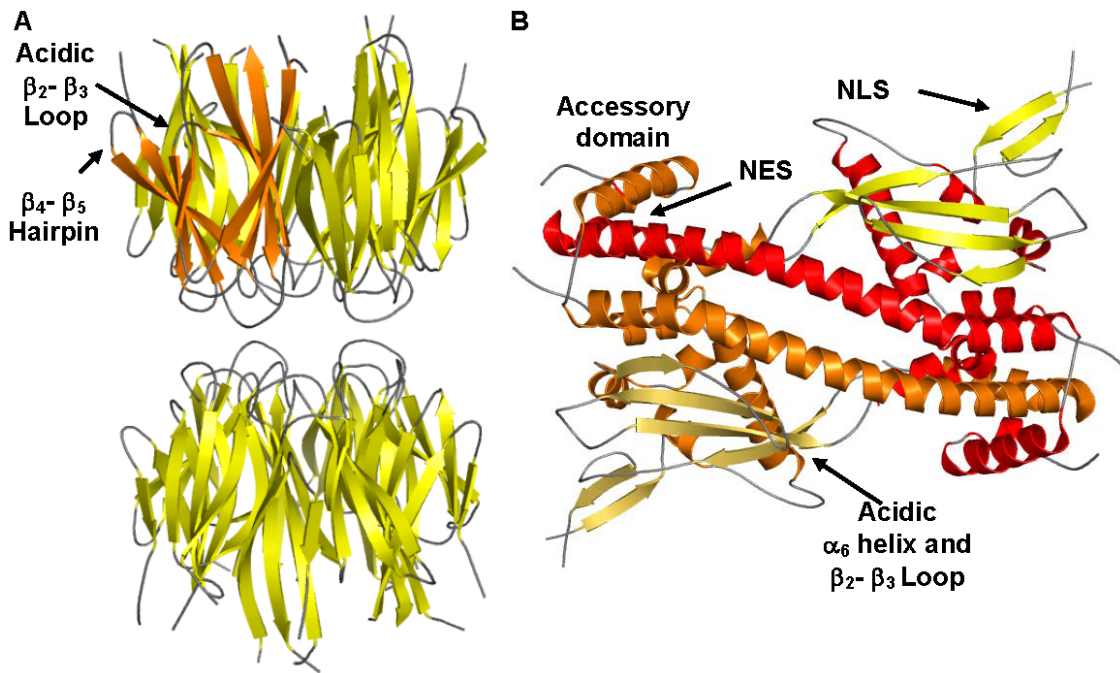 A
Acidic
β2- β3
Loop
β4- β5
Hairpin
B
Accessory
domain
NES
NLS
Acidic
α6 helix and
β2- β3 Loop